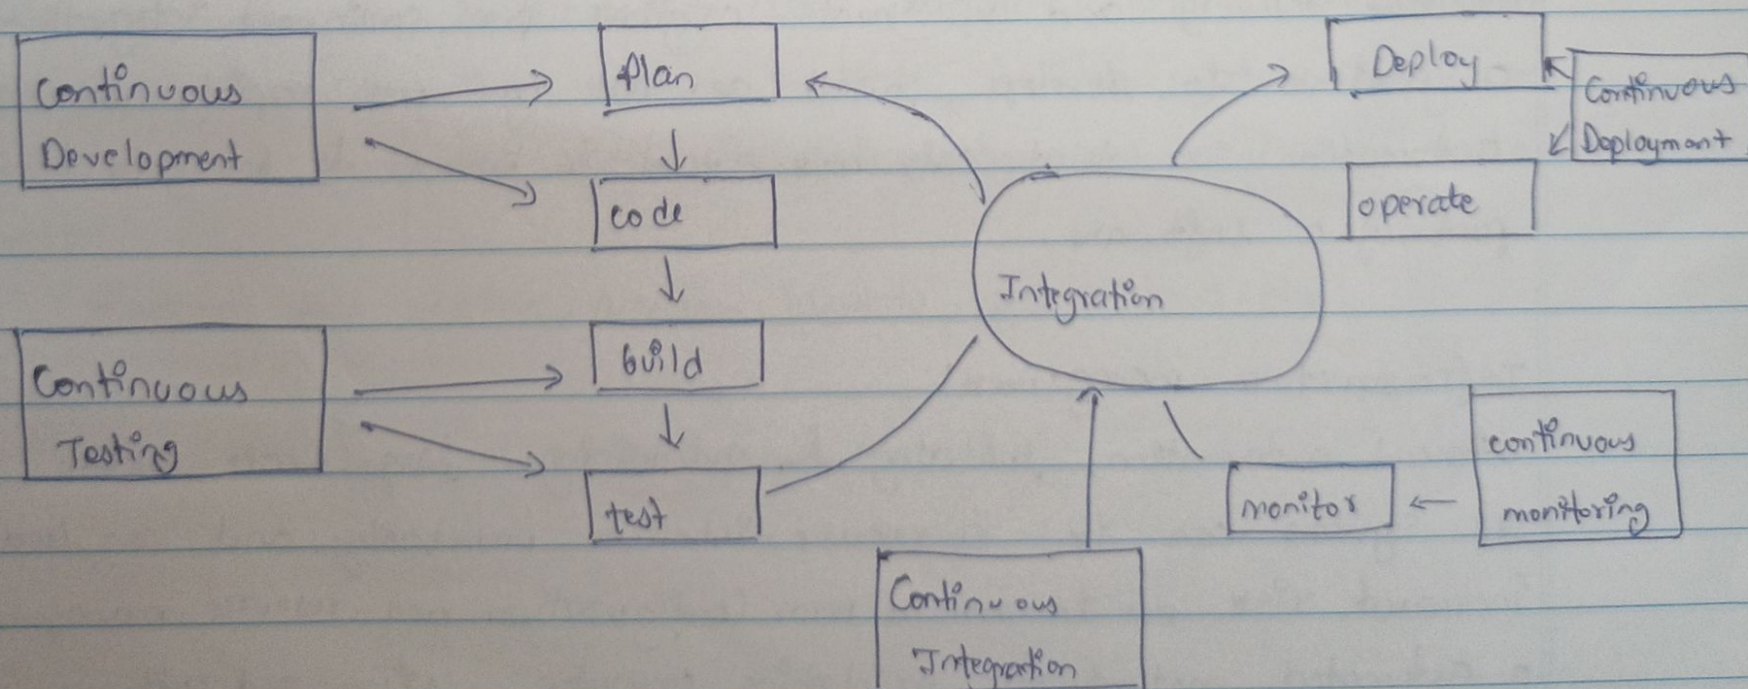 Continuous
Development
Plan
code
Continuous
Testing
build
test
Integration
Deploy
Continuous
Deployment
operate
monitor
continuous
monitoring
Continuous
Integration